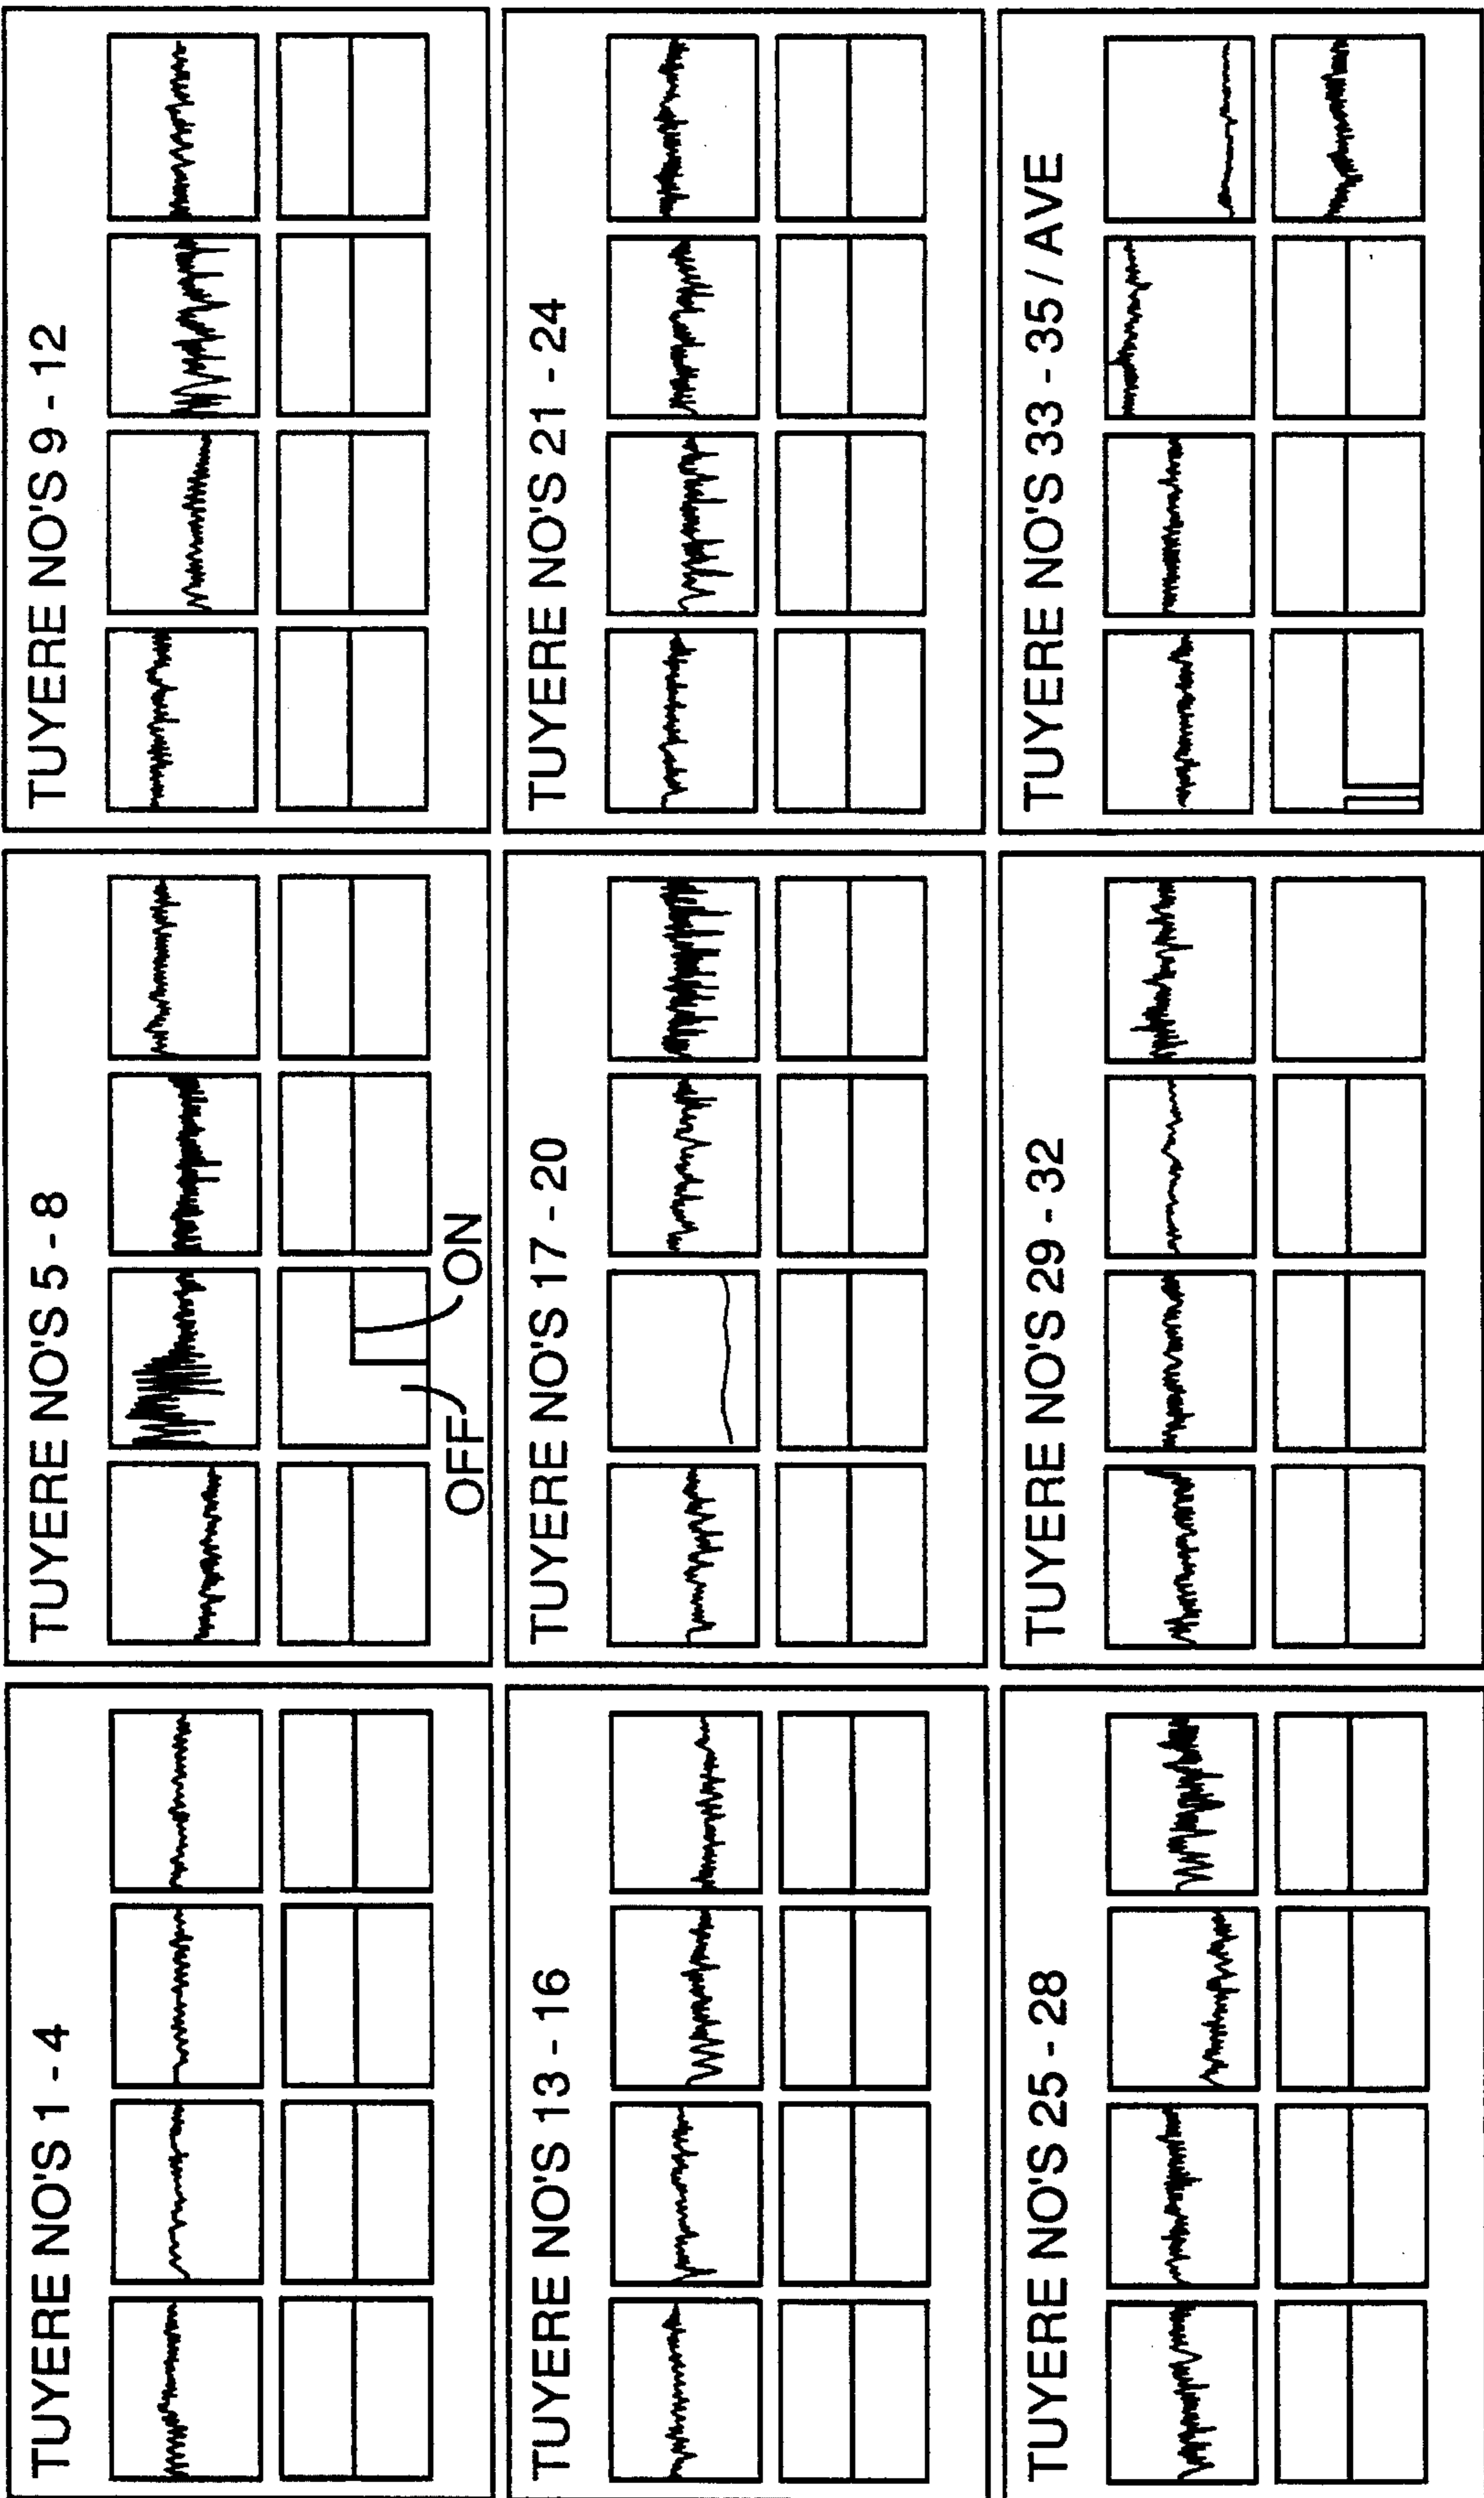 TUYERE NO'S 1 - 4
TUYERE NO'S 5 - 8
OFF
ON
TUYERE NO'S 9 - 12
TUYERE NO'S 13 - 16
TUYERE NO'S 17 - 20
TUYERE NO'S 21 - 24
TUYERE NO'S 25 - 28
TUYERE NO'S 29 - 32
TUYERE NO'S 33 - 35 / AVE